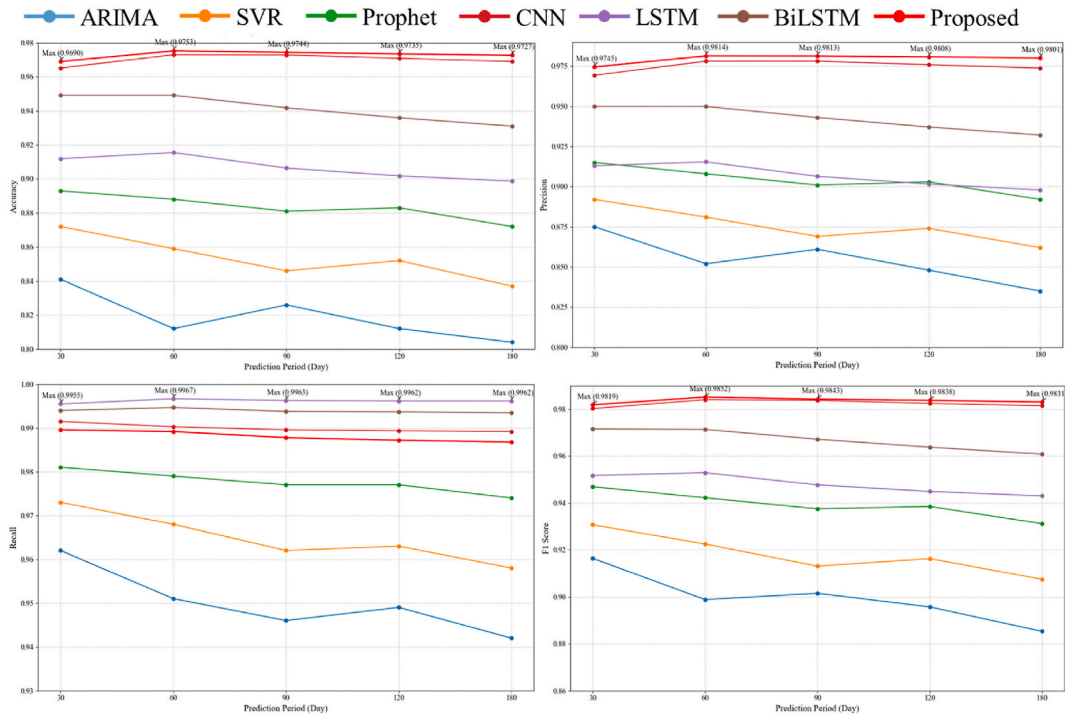 ARIMA SVR Prophet CNN LSTM BiLSTM Proposed
0.98
0.96
0.94
0.92
0.90
0.88
0.86
0.84
0.82
0.80
Accuracy
Max (0.9690) Max (0.9753) Max (0.9744) Max (0.9735) Max (0.9727)
30 60 90 120 180
Prediction Period (Day)
0.975
0.950
0.925
0.900
0.875
0.850
0.825
0.800
Precision
Max (0.9745) Max (0.9814) Max (0.9813) Max (0.9808) Max (0.9801)
30 60 90 120 180
Prediction Period (Day)
1.00
0.99
0.98
0.97
0.96
0.95
0.94
0.93
Recall
Max (0.9955) Max (0.9967) Max (0.9963) Max (0.9962) Max (0.9962)
30 60 90 120 180
Prediction Period (Day)
0.98
0.96
0.94
0.92
0.90
0.88
0.86
F1 Score
Max (0.9819) Max (0.9852) Max (0.9843) Max (0.9838) Max (0.9831)
30 60 90 120 180
Prediction Period (Day)